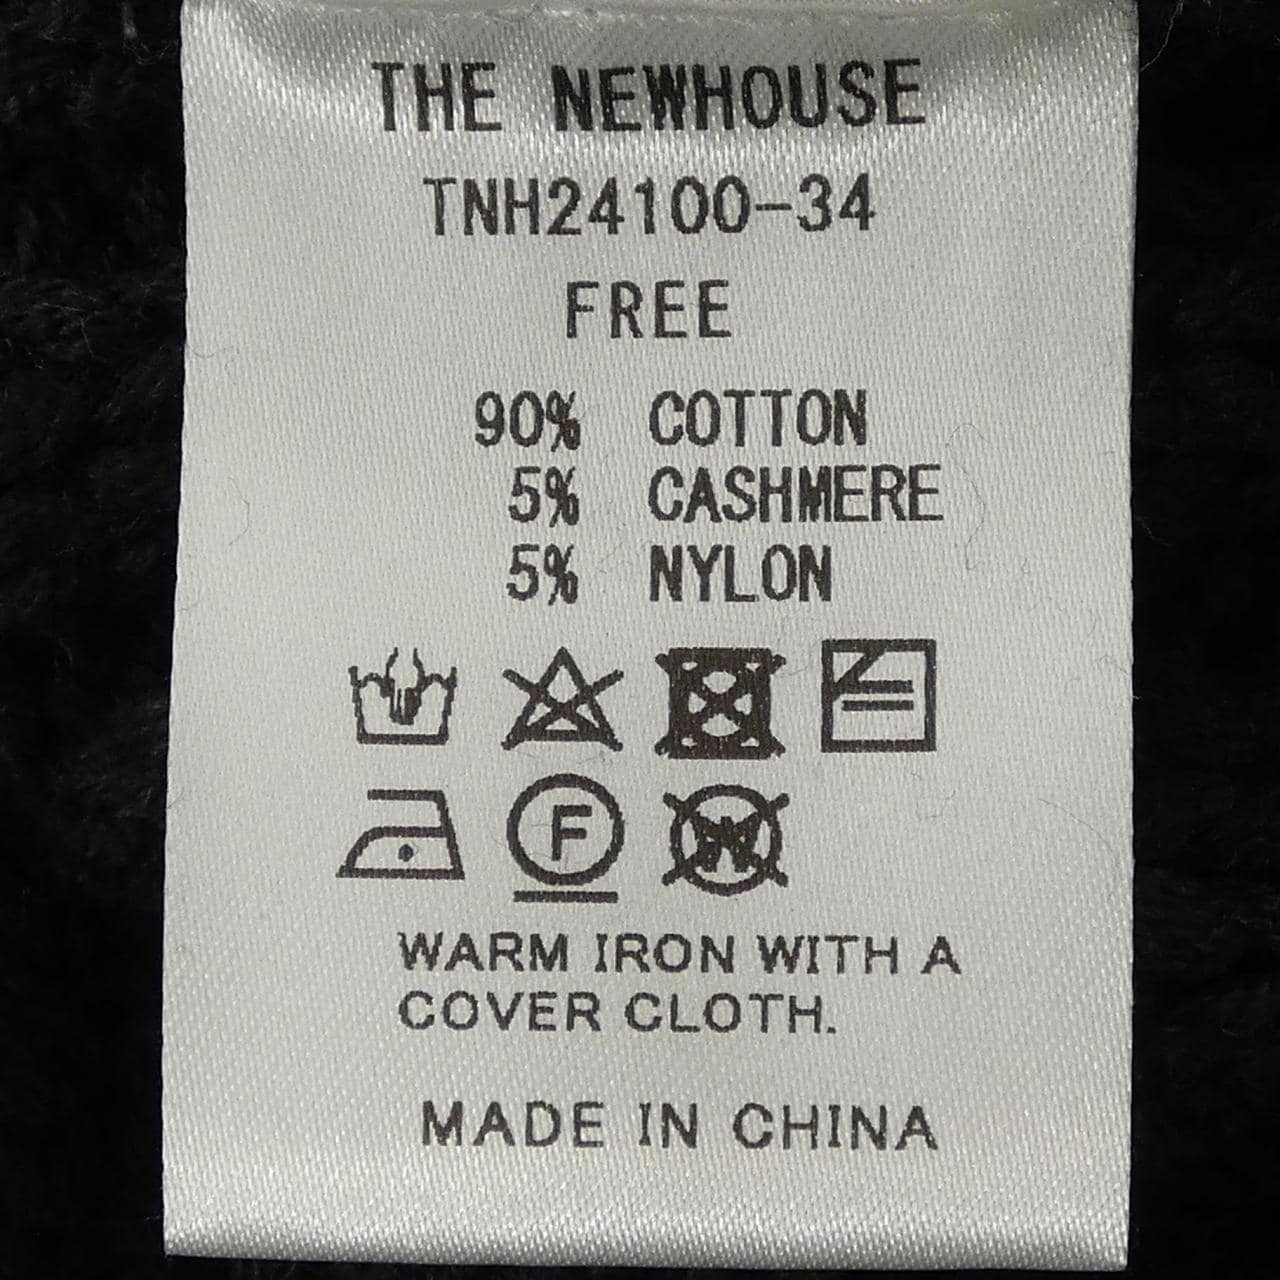 THE NEWHOUSE
TNH24100-34
FREE
90% COTTON
5% CASHMERE
5% NYLON
F
W
WARM IRON WITH A
COVER CLOTH.
MADE IN CHINA